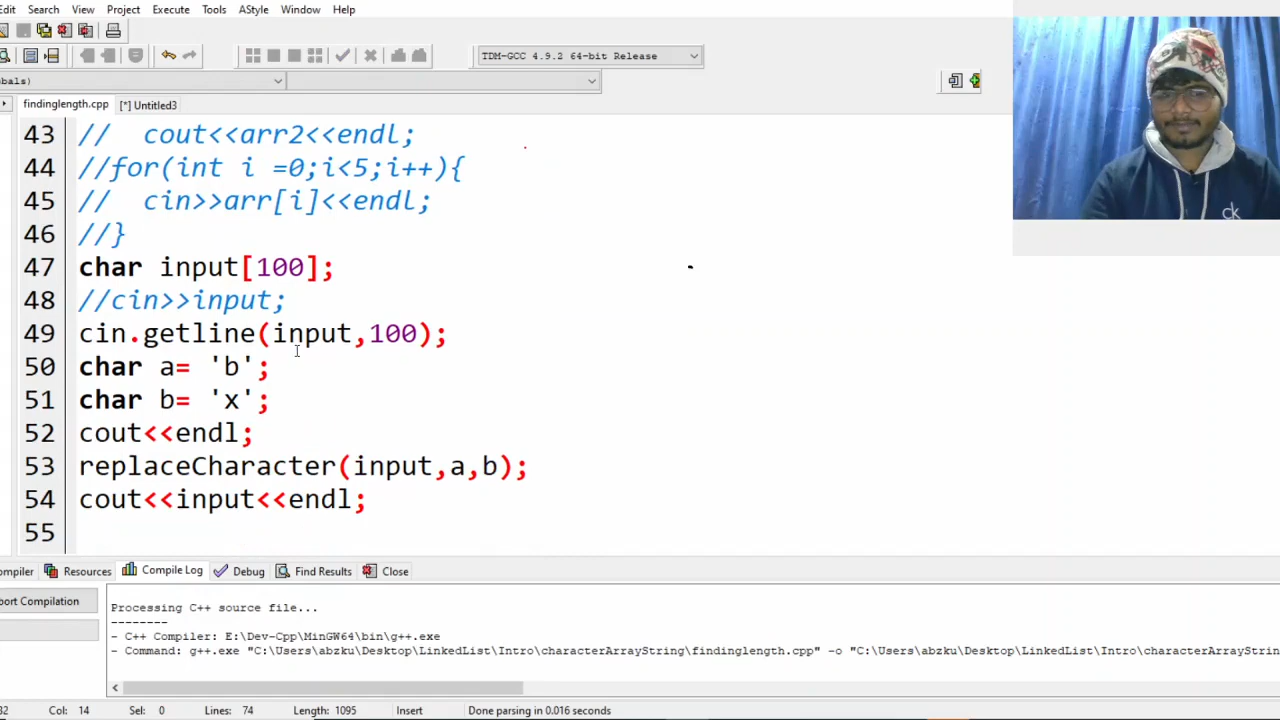 Edit Search View Project Execute Tools AStyle Window Help
TDM-GCC 4.9.2 64-bit Release
bals)
findinglength.cpp [*] Untitled3
43 // cout<<arr2<<endl;
44 //for(int i =0;i<5;i++){
45 // cin>>arr[i]<<endl;
46 //}
47 char input[100];
48 //cin>>input;
49 cin.getline(input,100);
50 char a= 'b';
51 char b= 'x';
52 cout<<endl;
53 replaceCharacter(input,a,b);
54 cout<<input<<endl;
55
ck
ompiler Resources Compile Log Debug Find Results Close
ort Compilation
Processing C++ source file...
--------
- C++ Compiler: E:\Dev-Cpp\MinGW64\bin\g++.exe
- Command: g++.exe "C:\Users\abzku\Desktop\LinkedList\Intro\characterArrayString\findinglength.cpp" -o "C:\Users\abzku\Desktop\LinkedList\Intro\characterArrayString
32 Col: 14 Sel: 0 Lines: 74 Length: 1095 Insert Done parsing in 0.016 seconds